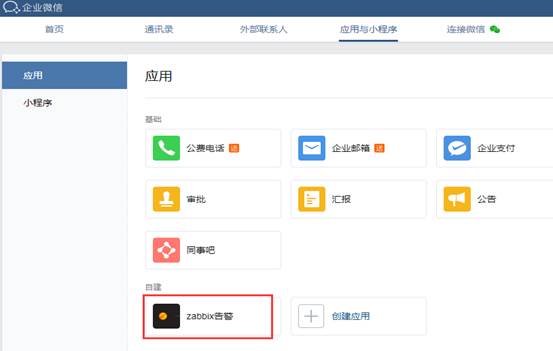 企业微信
首页 通讯录 外部联系人 应用与小程序 连接微信
应用
小程序
应用
基础
公费电话 送 企业邮箱 送 企业支付
审批 汇报 公告
同事吧
自建
zabbix告警 创建应用